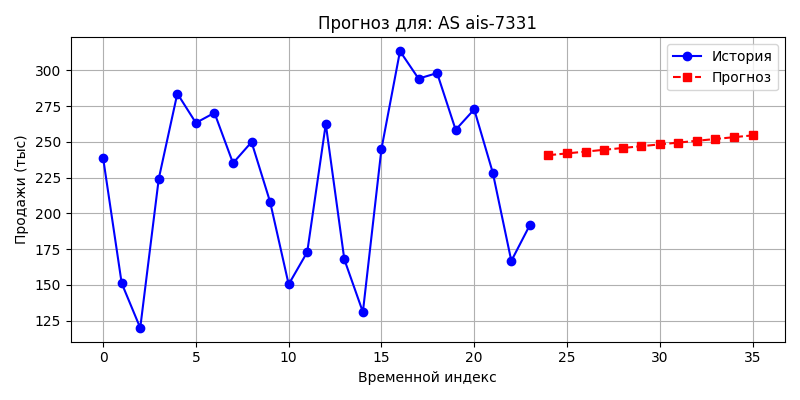 Прогноз для: AS ais-7331
История
Прогноз
Продажи (тыс)
300
275
250
225
200
175
150
125
0 5 10 15 20 25 30 35
Временной индекс